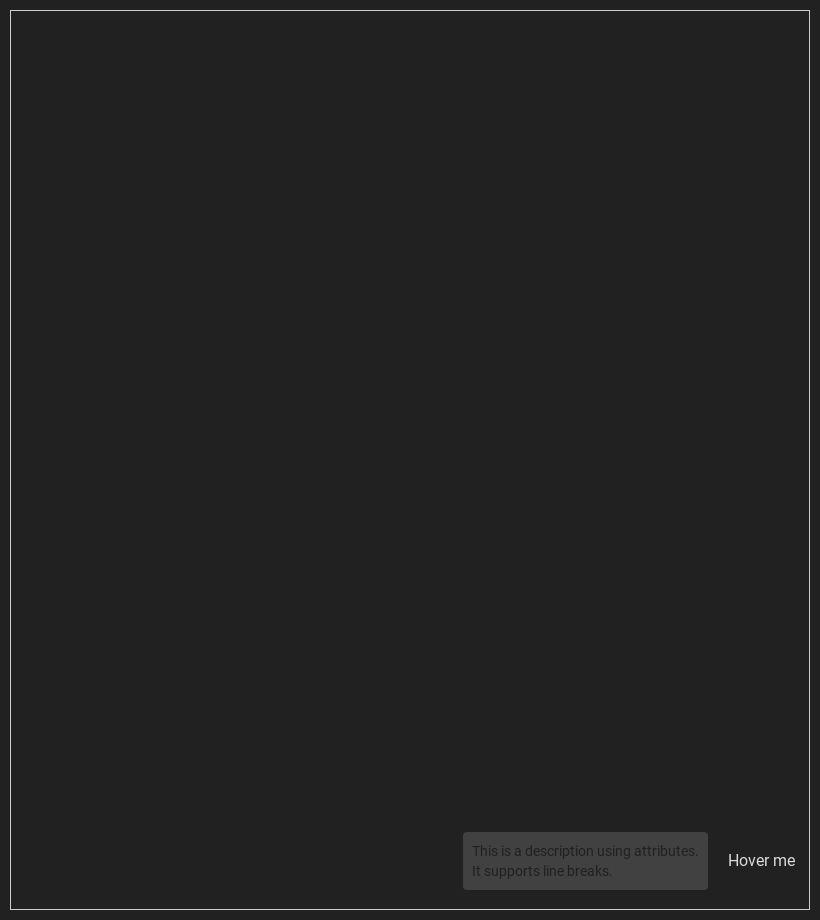 This is a description using attributes.
It supports line breaks.
Hover me